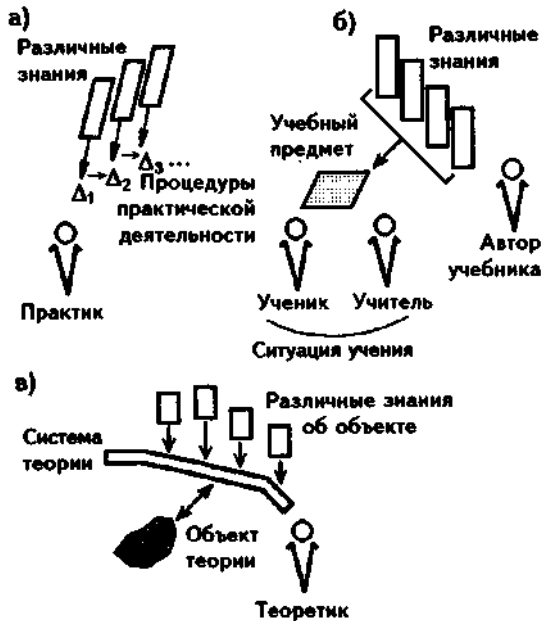 а)
Различные
знания
Δ₁ → Δ₂ → Δ₃ ...
Процедуры
практической
деятельности
Практик
б)
Различные
знания
Учебный
предмет
Автор
учебника
Ученик
Учитель
Ситуация учения
в)
Различные знания
об объекте
Система
теории
Объект
теории
Теоретик